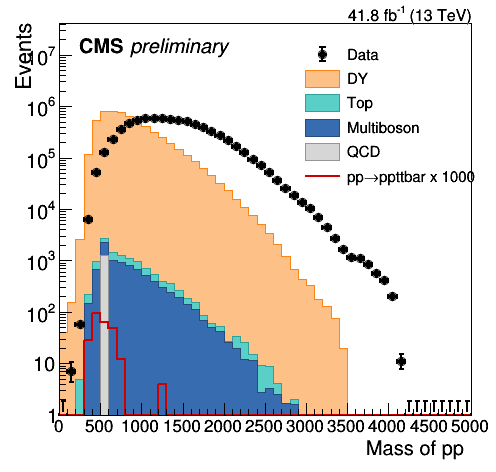 41.8 fb⁻¹ (13 TeV)
Events
CMS preliminary
Data
DY
Top
Multiboson
QCD
pp→ppttbar x 1000
10⁷
10⁶
10⁵
10⁴
10³
10²
10
1
0 500 1000 1500 2000 2500 3000 3500 4000 4500 5000
Mass of pp